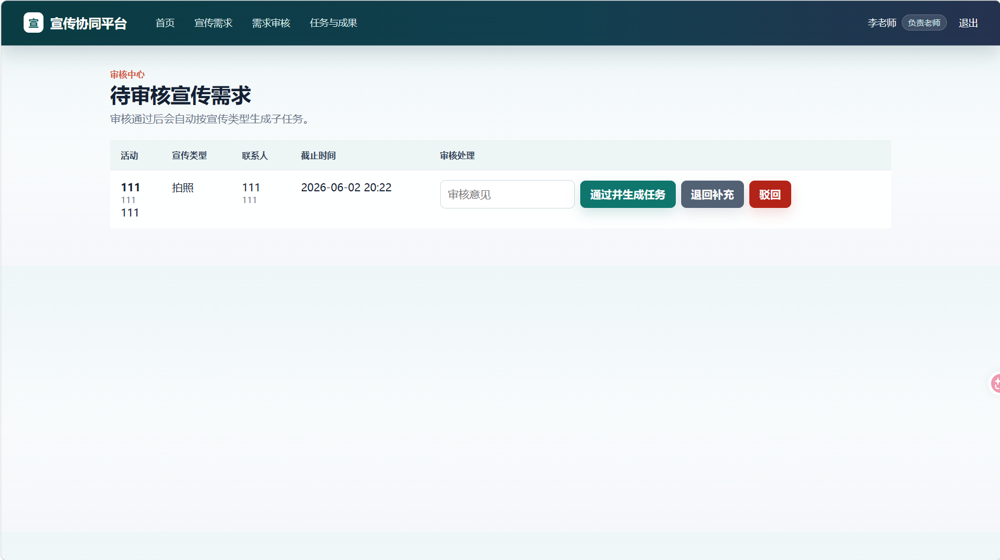 宣 宣传协同平台 首页 宣传需求 需求审核 任务与成果 李老师 负责老师 退出
审核中心
待审核宣传需求
审核通过后会自动按宣传类型生成子任务。
活动 宣传类型 联系人 截止时间 审核处理
111 拍照 111 2026-06-02 20:22 审核意见 通过并生成任务 退回补充 驳回
111 111
111